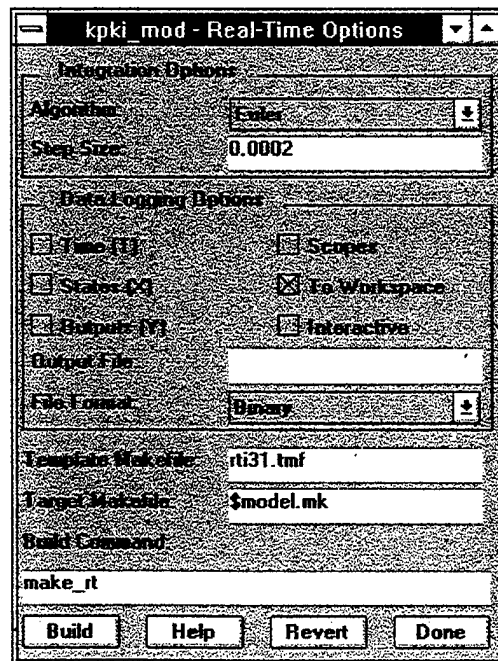 kpki_mod - Real-Time Options
Integration Options
Algorithm: Euler
Step Size: 0.0002
Data Logging Options
Time (T) Scopes
States (X) To Workspace
Outputs (Y) Interactive
Output File:
File Format: Binary
Template Makefile: rti31.tmf
Target Makefile: $model.mk
Build Command
make_rt
Build Help Revert Done